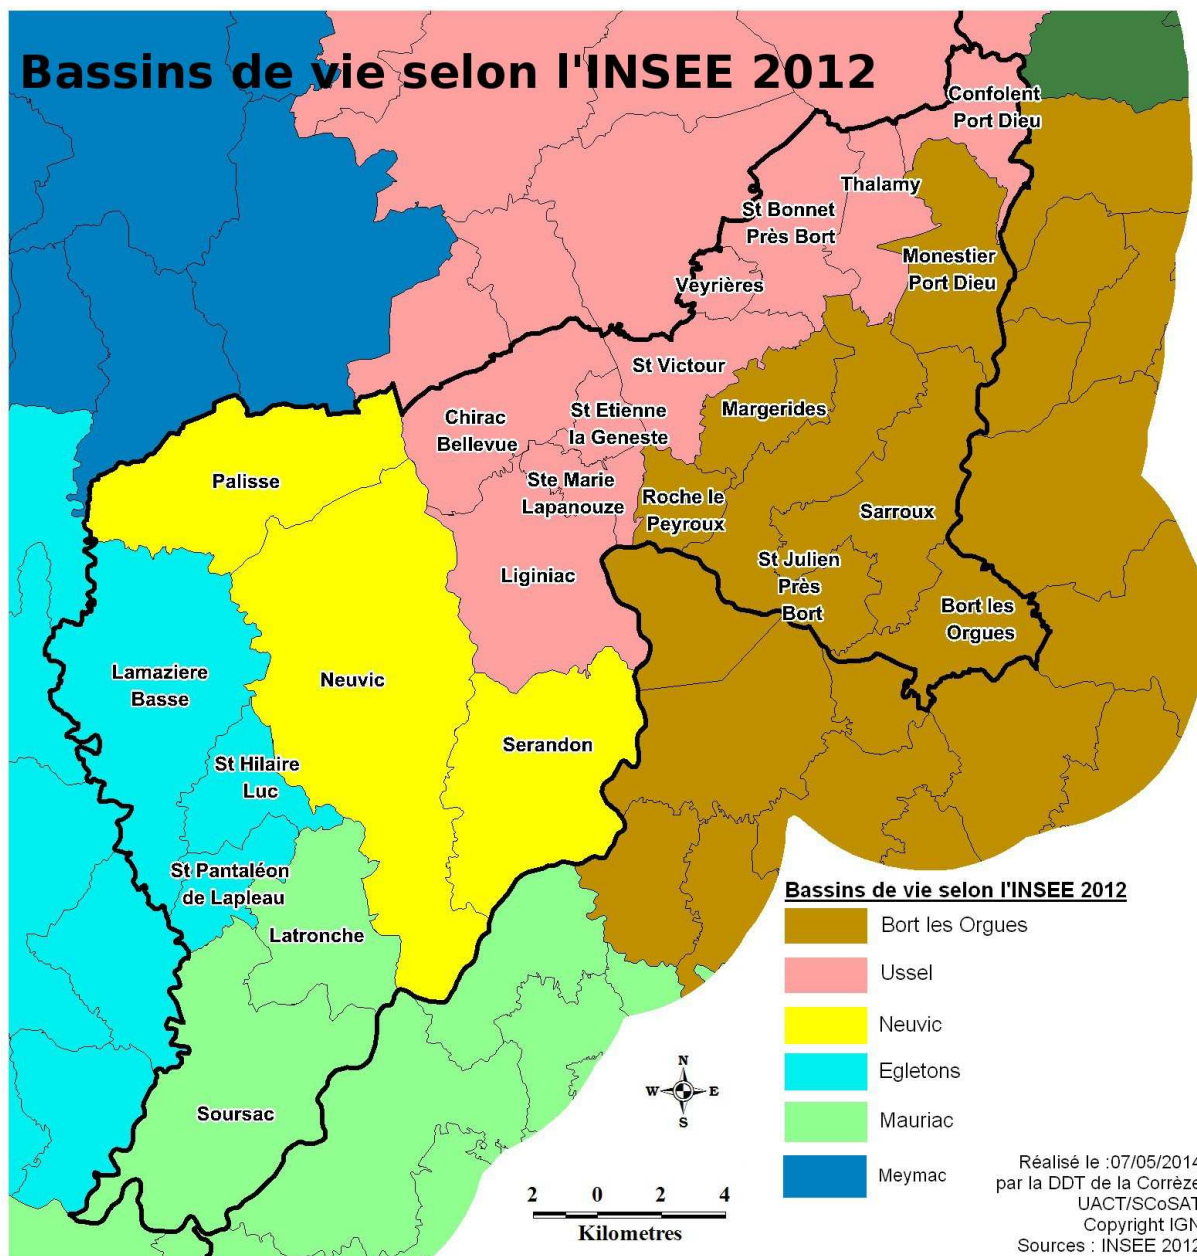 Bassins de vie selon l'INSEE 2012
Confolent
Port Dieu
Thalamy
St Bonnet
Près Bort
Monestier
Port Dieu
Veyrières
St Victour
Chirac
Bellevue
St Etienne
la Geneste
Margerides
Palisse
Ste Marie
Lapanouze
Roche le
Peyroux
Sarroux
Liginiac
St Julien
Près
Bort
Bort les
Orgues
Lamaziere
Basse
Neuvic
Serandon
St Hilaire
Luc
St Pantaléon
de Lapleau
Latronche
Soursac
Bassins de vie selon l'INSEE 2012
Bort les Orgues
Ussel
Neuvic
Egletons
Mauriac
Meymac
N
W E
S
2 0 2 4
Kilometres
Réalisé le :07/05/2014
par la DDT de la Corrèze
UACT/SCoSAT
Copyright IGN
Sources : INSEE 2012